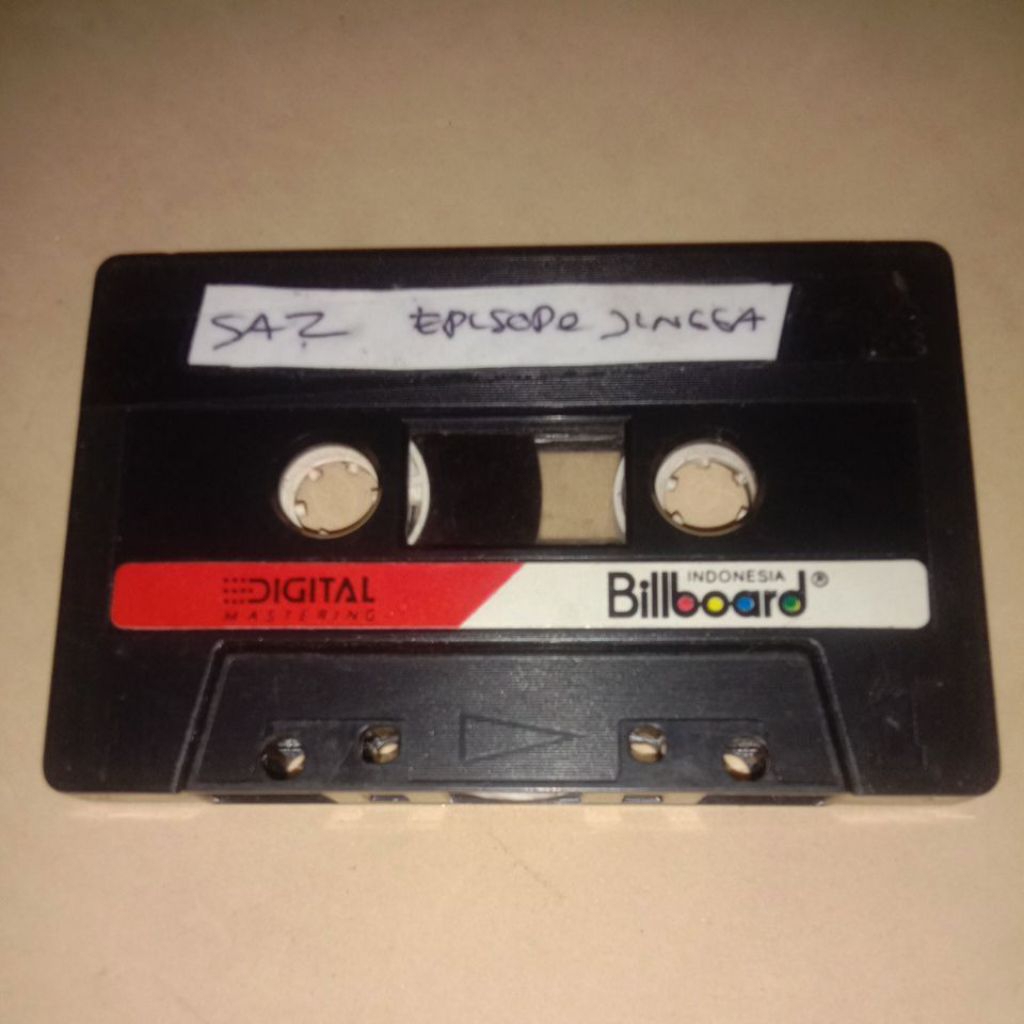 SAZ EPISODE JINGGA
DIGITAL
MASTERING
INDONESIA
Billboard®